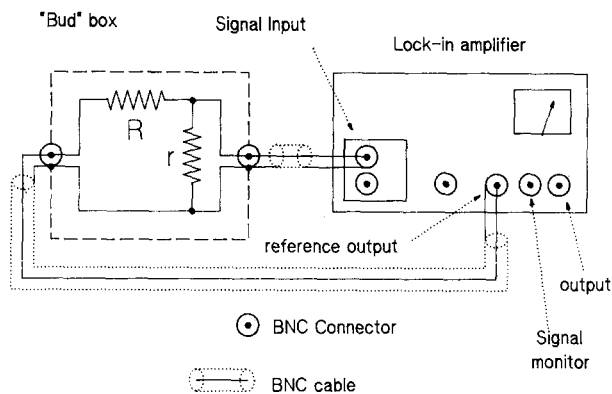 "Bud" box
Signal Input
Lock-in amplifier
R
r
reference output
output
Signal
monitor
BNC Connector
BNC cable